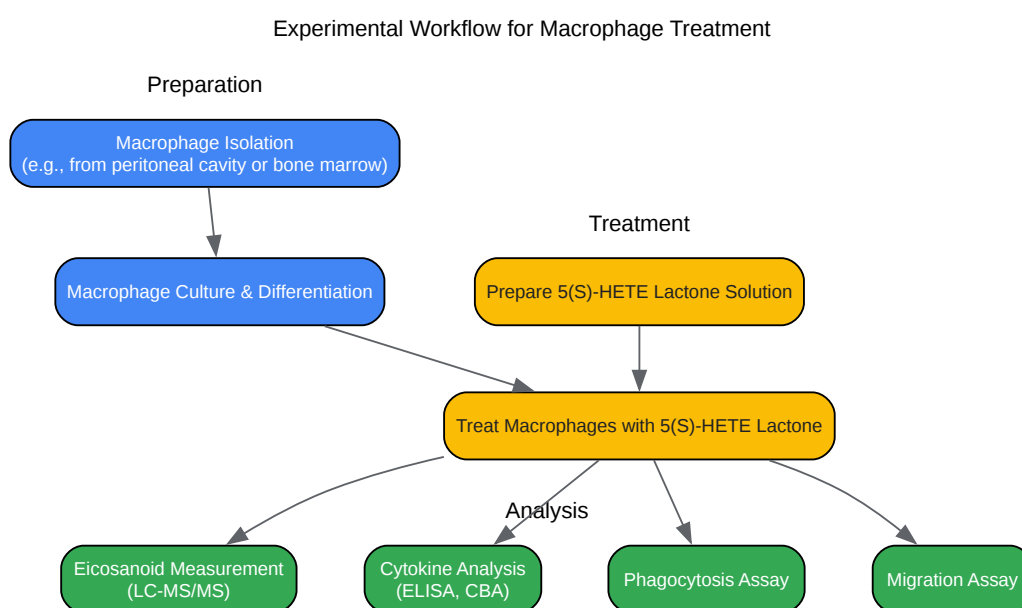 Experimental Workflow for Macrophage Treatment
Preparation
Macrophage Isolation
(e.g., from peritoneal cavity or bone marrow)
Treatment
Macrophage Culture & Differentiation
Prepare 5(S)-HETE Lactone Solution
Treat Macrophages with 5(S)-HETE Lactone
Analysis
Eicosanoid Measurement
(LC-MS/MS)
Cytokine Analysis
(ELISA, CBA)
Phagocytosis Assay
Migration Assay